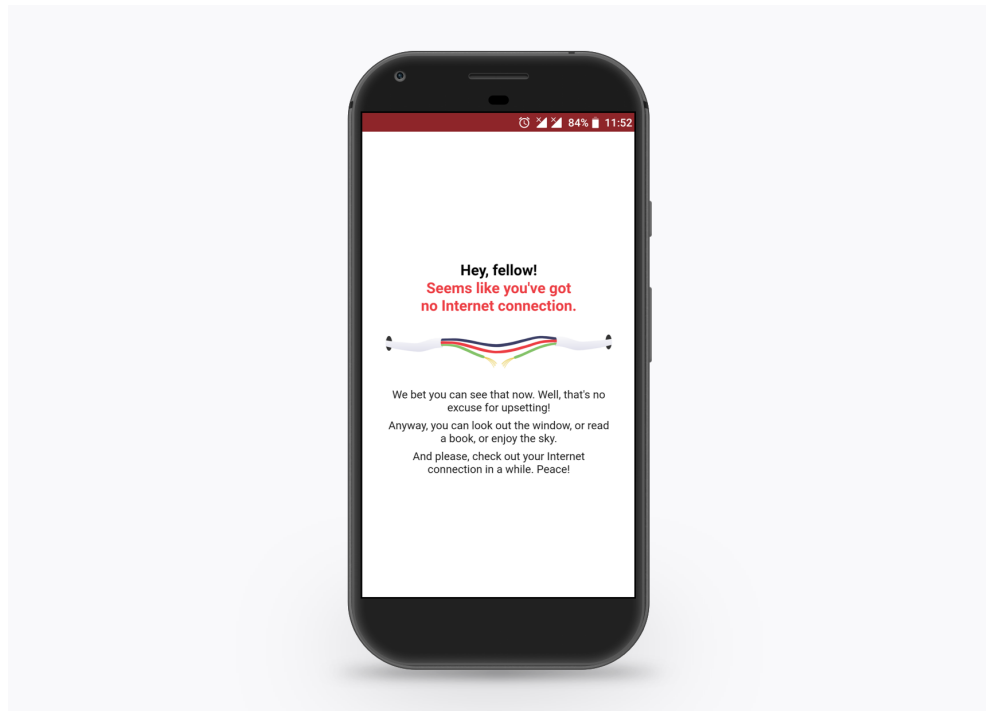 84% 11:52
Hey, fellow!
Seems like you've got
no Internet connection.
We bet you can see that now. Well, that's no
excuse for upsetting!
Anyway, you can look out the window, or read
a book, or enjoy the sky.
And please, check out your Internet
connection in a while. Peace!